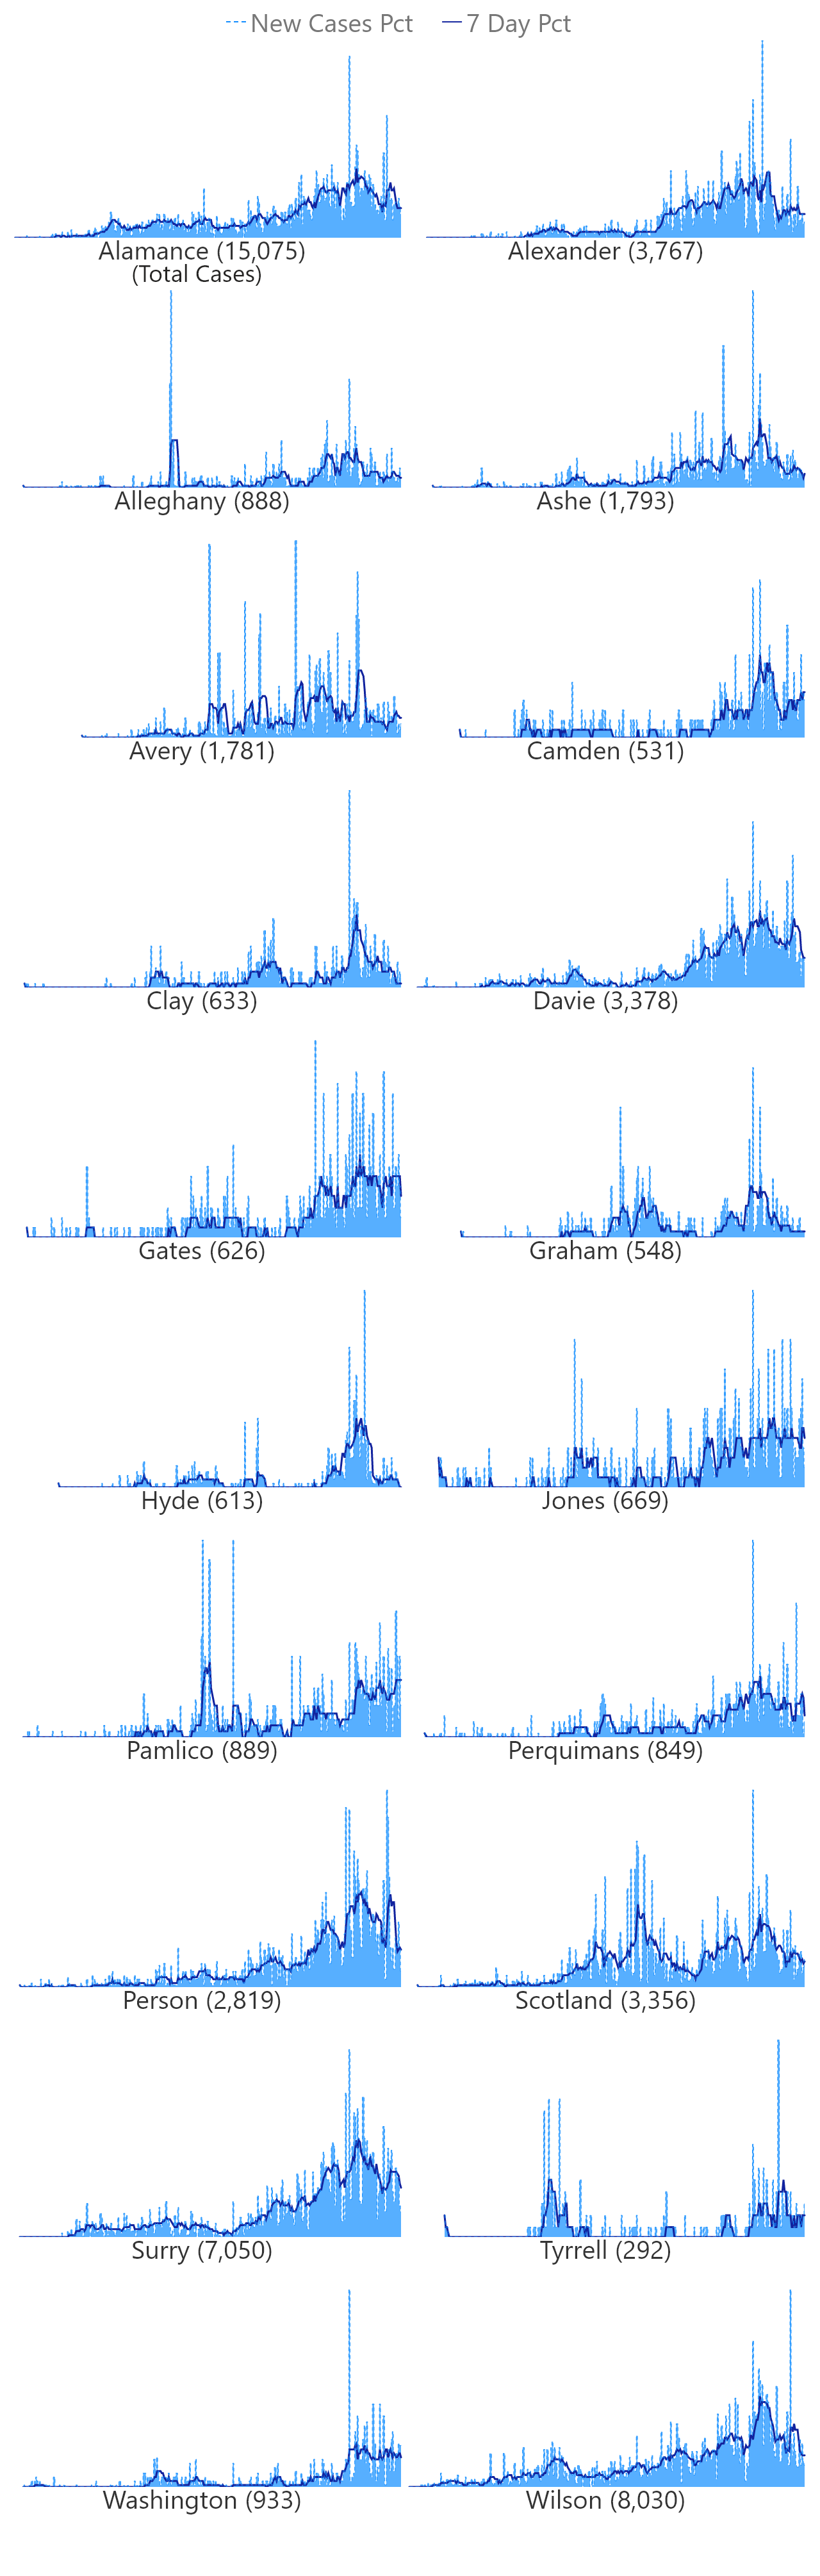 New Cases Pct 7 Day Pct
Alamance (15,075) Alexander (3,767)
(Total Cases)
Alleghany (888) Ashe (1,793)
Avery (1,781) Camden (531)
Clay (633) Davie (3,378)
Gates (626) Graham (548)
Hyde (613) Jones (669)
Pamlico (889) Perquimans (849)
Person (2,819) Scotland (3,356)
Surry (7,050) Tyrrell (292)
Washington (933) Wilson (8,030)